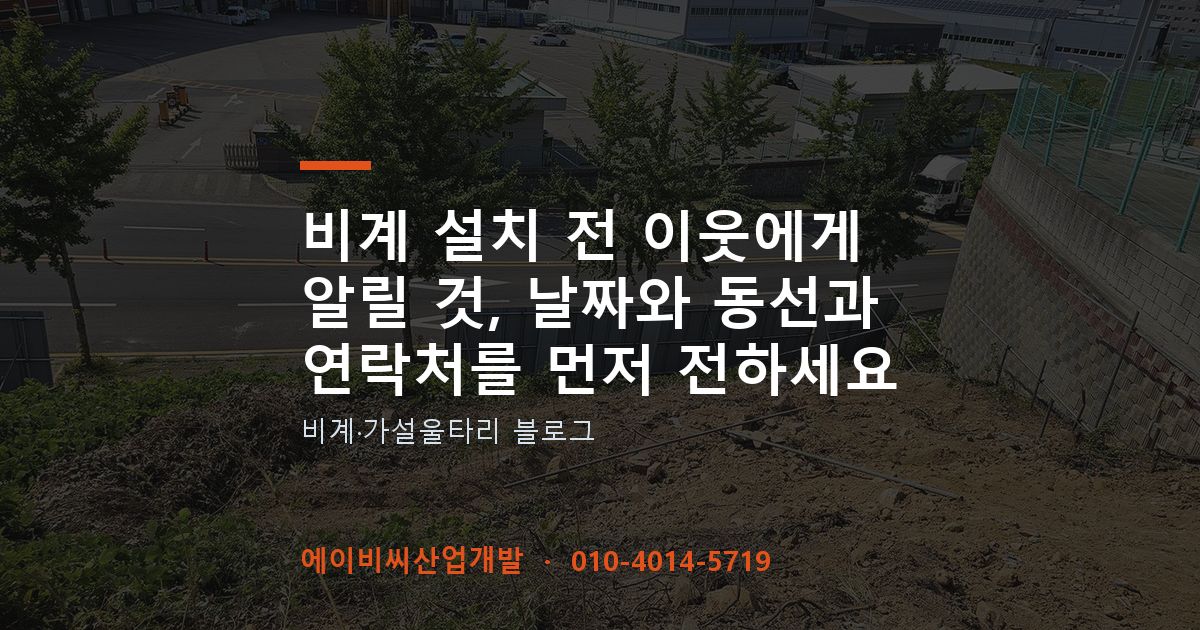 비계 설치 전 이웃에게
알릴 것, 날짜와 동선과
연락처를 먼저 전하세요
비계·가설울타리 블로그
에이비씨산업개발 · 010-4014-5719